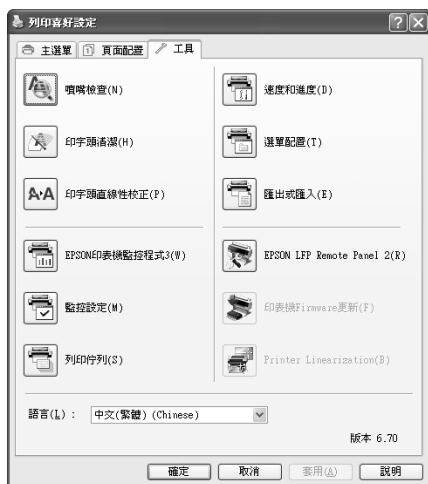 列印喜好設定
主選單 頁面配置 工具
噴嘴檢查(N)
速度和進度(D)
印字頭清潔(H)
選單配置(T)
印字頭直線性校正(P)
匯出或匯入(E)
EPSON印表機監控程式3(W)
EPSON LFP Remote Panel 2(R)
監控設定(M)
印表機Firmware更新(F)
列印佇列(S)
Printer Linearization(B)
語言(L)： 中文(繁體) (Chinese)
版本 6.70
確定 取消 套用(A) 說明